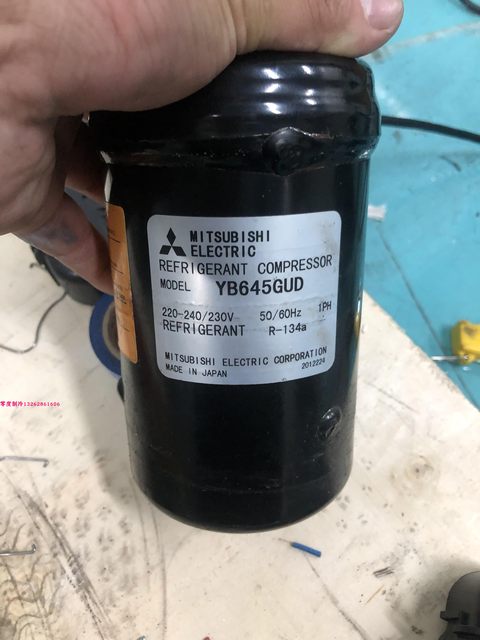 MITSUBISHI
ELECTRIC
REFRIGERANT COMPRESSOR
MODEL YB645GUD
220-240/230V 50/60Hz 1PH
REFRIGERANT R-134a
MITSUBISHI ELECTRIC CORPORATION
MADE IN JAPAN 2012224
零度制冷13262861606